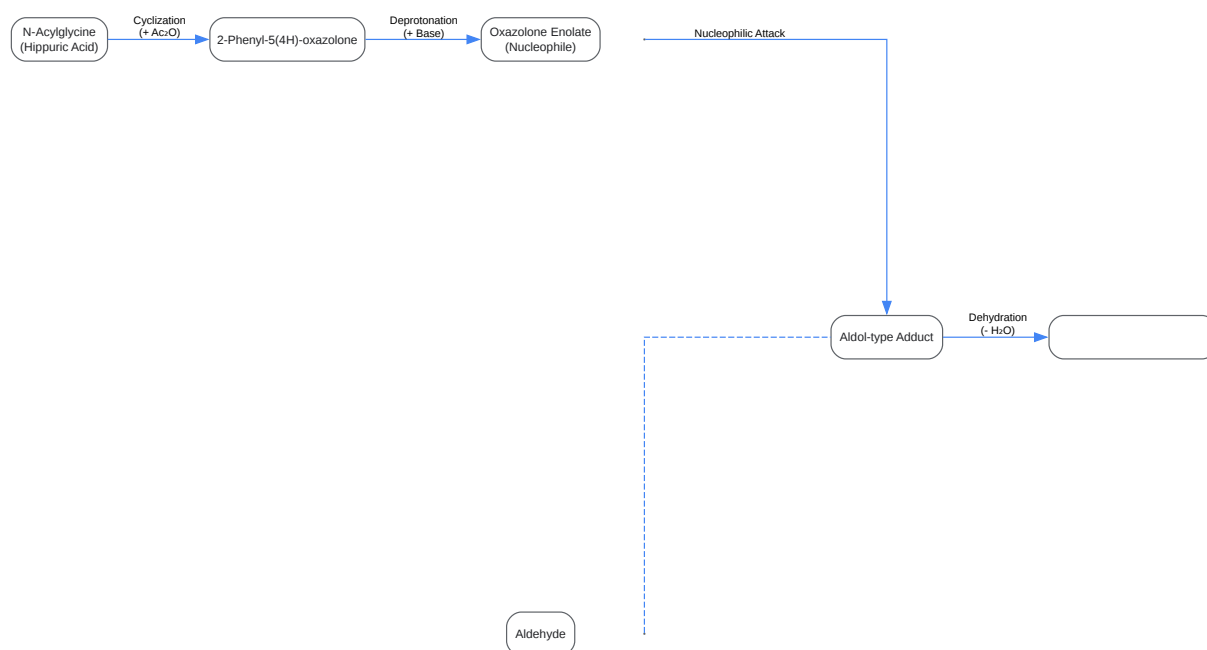 N-Acylglycine
(Hippuric Acid)
Cyclization
(+ Ac₂O)
2-Phenyl-5(4H)-oxazolone
Deprotonation
(+ Base)
Oxazolone Enolate
(Nucleophile)
Nucleophilic Attack
Aldol-type Adduct
Dehydration
(- H₂O)
Aldehyde